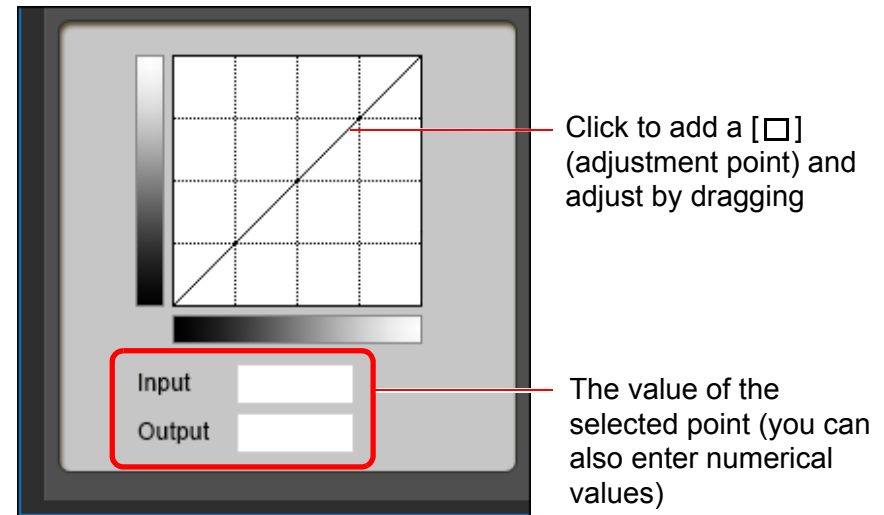 Click to add a [□]
(adjustment point) and
adjust by dragging
Input
Output
The value of the
selected point (you can
also enter numerical
values)